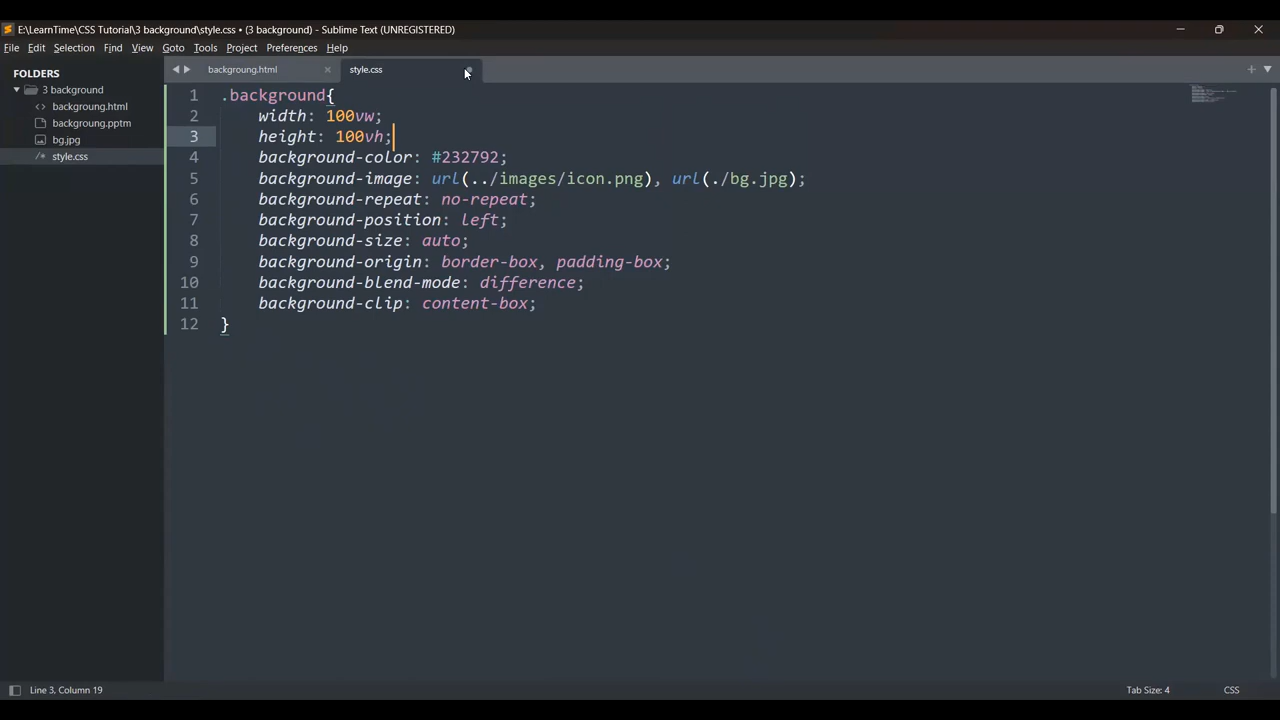 E:\LearnTime\CSS Tutorial\3 background\style.css • (3 background) - Sublime Text (UNREGISTERED)
File Edit Selection Find View Goto Tools Project Preferences Help
FOLDERS
3 background
backgroung.html
backgroung.pptm
bg.jpg
style.css
backgroung.html
style.css
1 .background{
2 width: 100vw;
3 height: 100vh;
4 background-color: #232792;
5 background-image: url(../images/icon.png), url(./bg.jpg);
6 background-repeat: no-repeat;
7 background-position: left;
8 background-size: auto;
9 background-origin: border-box, padding-box;
10 background-blend-mode: difference;
11 background-clip: content-box;
12 }
Line 3, Column 19
Tab Size: 4
CSS